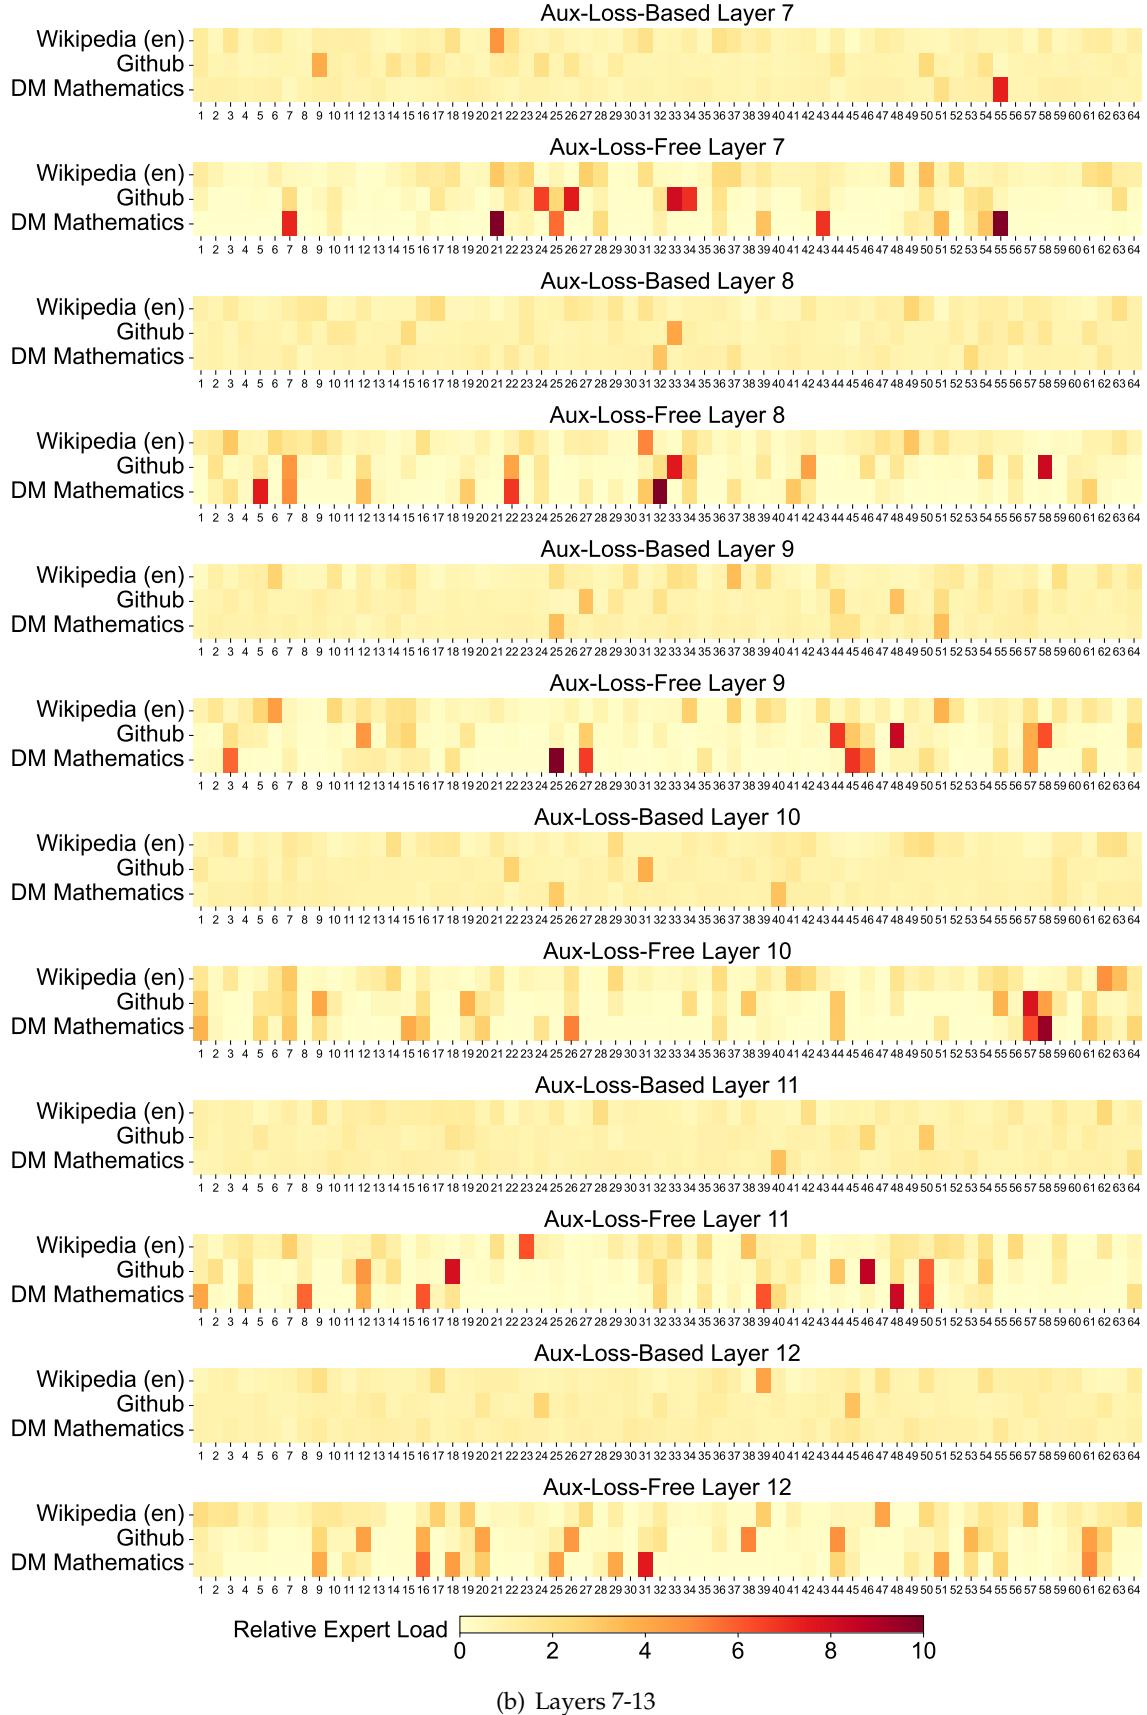 Aux-Loss-Based Layer 7
Wikipedia (en)
Github
DM Mathematics
1 2 3 4 5 6 7 8 9 10 11 12 13 14 15 16 17 18 19 20 21 22 23 24 25 26 27 28 29 30 31 32 33 34 35 36 37 38 39 40 41 42 43 44 45 46 47 48 49 50 51 52 53 54 55 56 57 58 59 60 61 62 63 64
Aux-Loss-Free Layer 7
Wikipedia (en)
Github
DM Mathematics
1 2 3 4 5 6 7 8 9 10 11 12 13 14 15 16 17 18 19 20 21 22 23 24 25 26 27 28 29 30 31 32 33 34 35 36 37 38 39 40 41 42 43 44 45 46 47 48 49 50 51 52 53 54 55 56 57 58 59 60 61 62 63 64
Aux-Loss-Based Layer 8
Wikipedia (en)
Github
DM Mathematics
1 2 3 4 5 6 7 8 9 10 11 12 13 14 15 16 17 18 19 20 21 22 23 24 25 26 27 28 29 30 31 32 33 34 35 36 37 38 39 40 41 42 43 44 45 46 47 48 49 50 51 52 53 54 55 56 57 58 59 60 61 62 63 64
Aux-Loss-Free Layer 8
Wikipedia (en)
Github
DM Mathematics
1 2 3 4 5 6 7 8 9 10 11 12 13 14 15 16 17 18 19 20 21 22 23 24 25 26 27 28 29 30 31 32 33 34 35 36 37 38 39 40 41 42 43 44 45 46 47 48 49 50 51 52 53 54 55 56 57 58 59 60 61 62 63 64
Aux-Loss-Based Layer 9
Wikipedia (en)
Github
DM Mathematics
1 2 3 4 5 6 7 8 9 10 11 12 13 14 15 16 17 18 19 20 21 22 23 24 25 26 27 28 29 30 31 32 33 34 35 36 37 38 39 40 41 42 43 44 45 46 47 48 49 50 51 52 53 54 55 56 57 58 59 60 61 62 63 64
Aux-Loss-Free Layer 9
Wikipedia (en)
Github
DM Mathematics
1 2 3 4 5 6 7 8 9 10 11 12 13 14 15 16 17 18 19 20 21 22 23 24 25 26 27 28 29 30 31 32 33 34 35 36 37 38 39 40 41 42 43 44 45 46 47 48 49 50 51 52 53 54 55 56 57 58 59 60 61 62 63 64
Aux-Loss-Based Layer 10
Wikipedia (en)
Github
DM Mathematics
1 2 3 4 5 6 7 8 9 10 11 12 13 14 15 16 17 18 19 20 21 22 23 24 25 26 27 28 29 30 31 32 33 34 35 36 37 38 39 40 41 42 43 44 45 46 47 48 49 50 51 52 53 54 55 56 57 58 59 60 61 62 63 64
Aux-Loss-Free Layer 10
Wikipedia (en)
Github
DM Mathematics
1 2 3 4 5 6 7 8 9 10 11 12 13 14 15 16 17 18 19 20 21 22 23 24 25 26 27 28 29 30 31 32 33 34 35 36 37 38 39 40 41 42 43 44 45 46 47 48 49 50 51 52 53 54 55 56 57 58 59 60 61 62 63 64
Aux-Loss-Based Layer 11
Wikipedia (en)
Github
DM Mathematics
1 2 3 4 5 6 7 8 9 10 11 12 13 14 15 16 17 18 19 20 21 22 23 24 25 26 27 28 29 30 31 32 33 34 35 36 37 38 39 40 41 42 43 44 45 46 47 48 49 50 51 52 53 54 55 56 57 58 59 60 61 62 63 64
Aux-Loss-Free Layer 11
Wikipedia (en)
Github
DM Mathematics
1 2 3 4 5 6 7 8 9 10 11 12 13 14 15 16 17 18 19 20 21 22 23 24 25 26 27 28 29 30 31 32 33 34 35 36 37 38 39 40 41 42 43 44 45 46 47 48 49 50 51 52 53 54 55 56 57 58 59 60 61 62 63 64
Aux-Loss-Based Layer 12
Wikipedia (en)
Github
DM Mathematics
1 2 3 4 5 6 7 8 9 10 11 12 13 14 15 16 17 18 19 20 21 22 23 24 25 26 27 28 29 30 31 32 33 34 35 36 37 38 39 40 41 42 43 44 45 46 47 48 49 50 51 52 53 54 55 56 57 58 59 60 61 62 63 64
Aux-Loss-Free Layer 12
Wikipedia (en)
Github
DM Mathematics
1 2 3 4 5 6 7 8 9 10 11 12 13 14 15 16 17 18 19 20 21 22 23 24 25 26 27 28 29 30 31 32 33 34 35 36 37 38 39 40 41 42 43 44 45 46 47 48 49 50 51 52 53 54 55 56 57 58 59 60 61 62 63 64
Relative Expert Load
0 2 4 6 8 10
(b) Layers 7-13